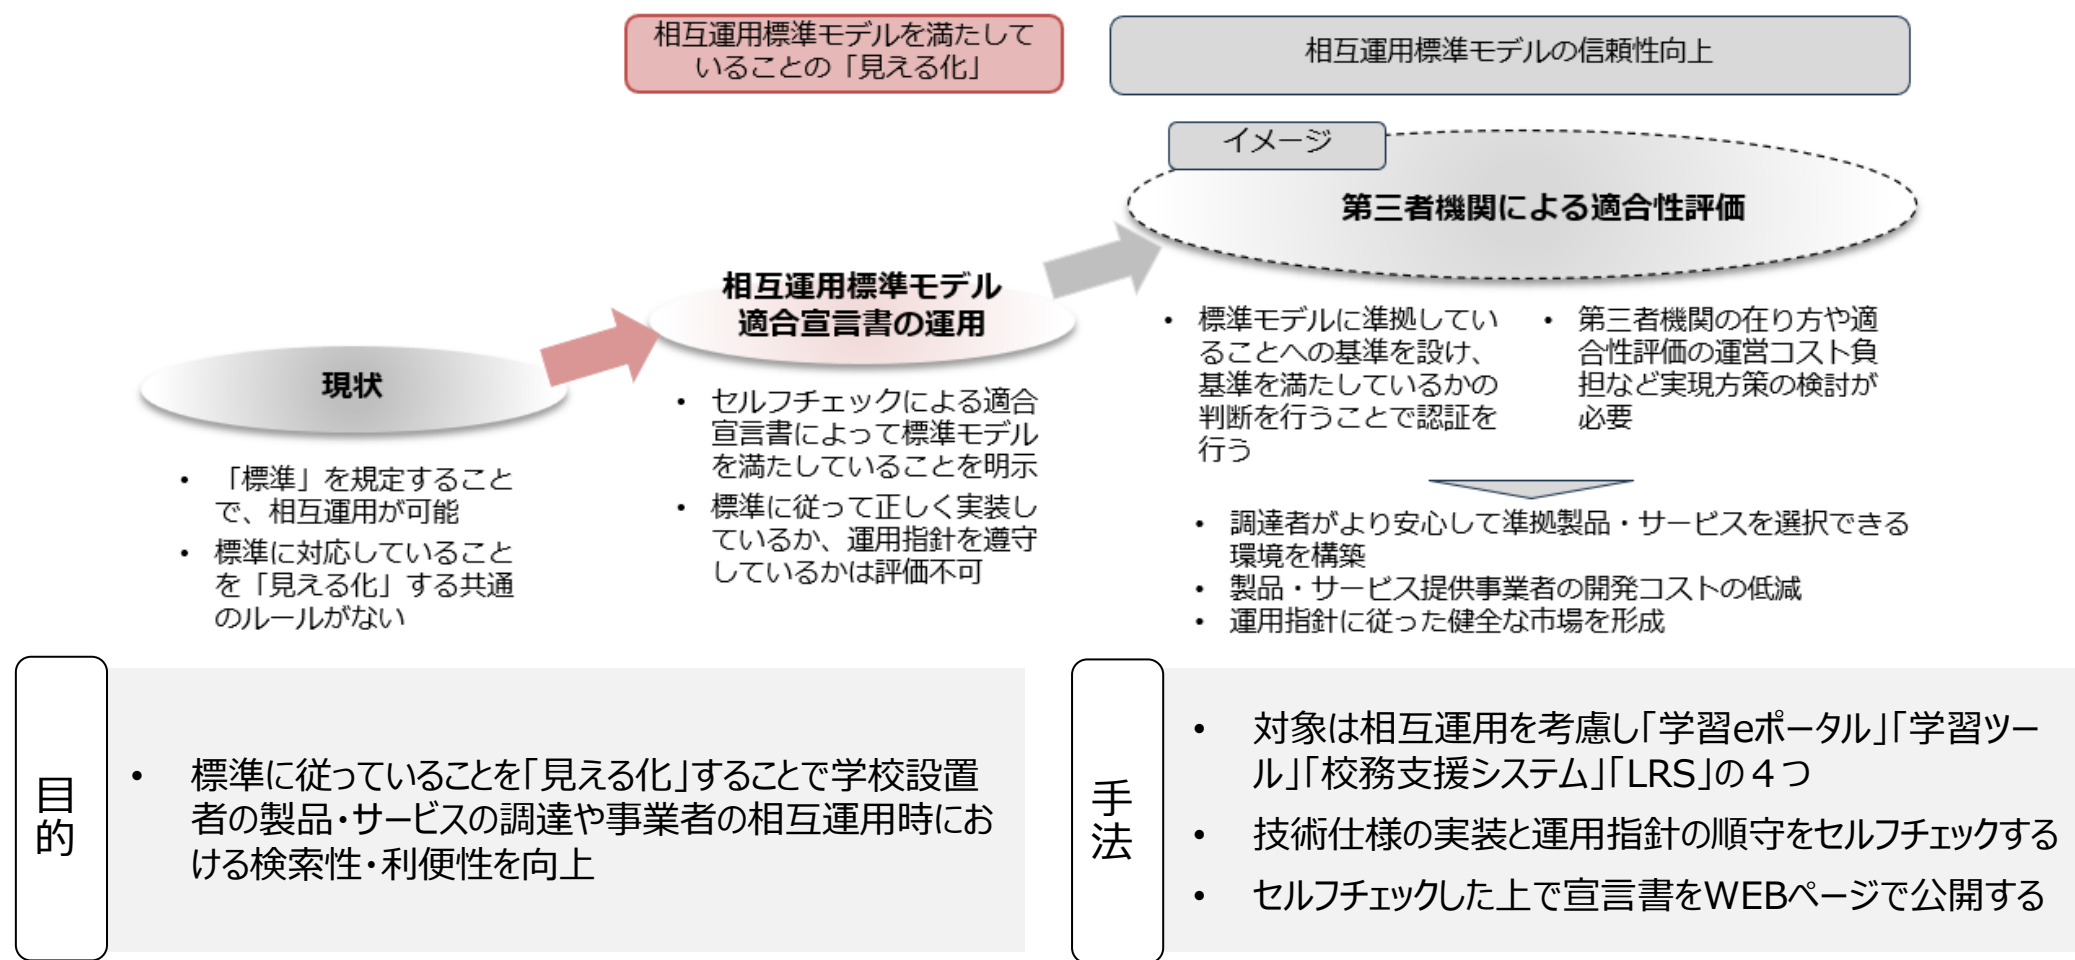 相互運用標準モデルを満たして
いることの「見える化」
相互運用標準モデルの信頼性向上
イメージ
第三者機関による適合性評価
相互運用標準モデル
適合宣言書の運用
現状
• 「標準」を規定すること
で、相互運用が可能
• 標準に対応していること
を「見える化」する共通
のルールがない
• セルフチェックによる適合
宣言書によって標準モデル
を満たしていることを明示
• 標準に従って正しく実装し
ているか、運用指針を遵守
しているかは評価不可
• 標準モデルに準拠してい
ることへの基準を設け、
基準を満たしているかの
判断を行うことで認証を
行う
• 第三者機関の在り方や適
合性評価の運営コスト負
担など実現方策の検討が
必要
• 調達者がより安心して準拠製品・サービスを選択できる
環境を構築
• 製品・サービス提供事業者の開発コストの低減
• 運用指針に従った健全な市場を形成
目的
• 標準に従っていることを「見える化」することで学校設置
者の製品・サービスの調達や事業者の相互運用時にお
ける検索性・利便性を向上
手法
• 対象は相互運用を考慮し「学習eポータル」「学習ツー
ル」「校務支援システム」「LRS」の４つ
• 技術仕様の実装と運用指針の順守をセルフチェックする
• セルフチェックした上で宣言書をWEBページで公開する